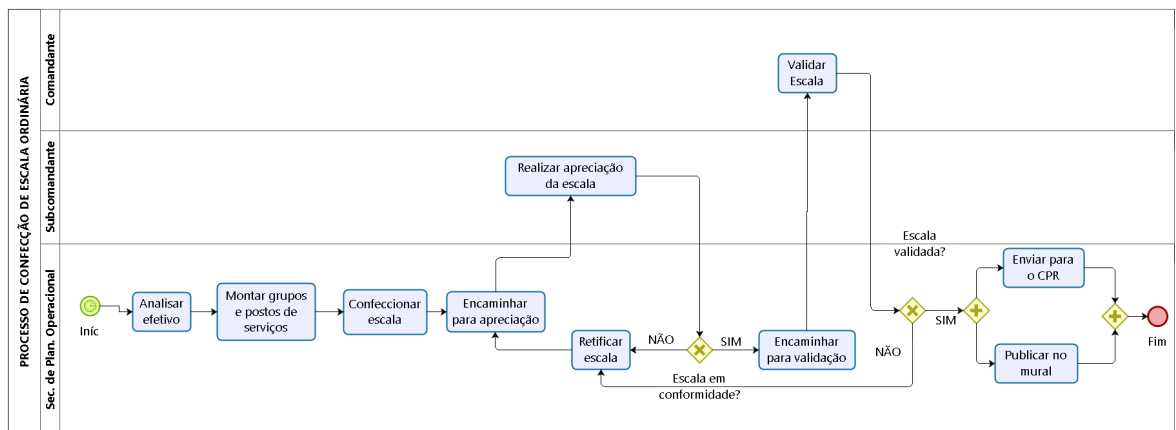 PROCESSO DE CONFECÇÃO DE ESCALA ORDINÁRIA
Comandante
Validar
Escala
Subcomandante
Realizar apreciação
da escala
Sec. de Plan. Operacional
Iníc
Analisar
efetivo
Montar grupos
e postos de
serviços
Confeccionar
escala
Encaminhar
para apreciação
Retificar
escala
NÃO
SIM
Escala em
conformidade?
Encaminhar
para validação
Escala
validada?
NÃO
SIM
Enviar para
o CPR
Publicar no
mural
Fim